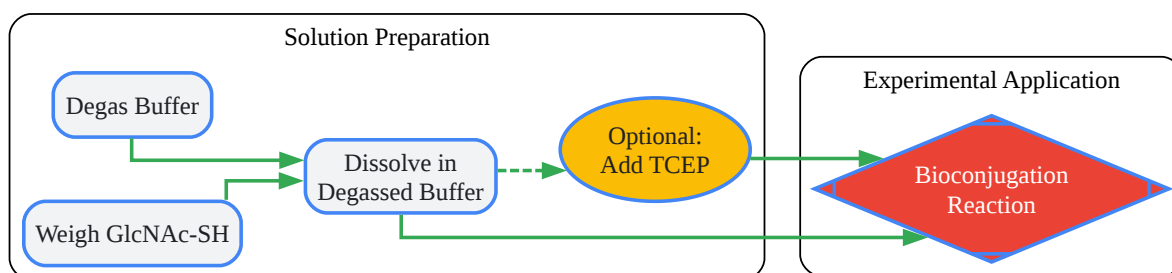 Solution Preparation
Experimental Application
Degas Buffer
Weigh GlcNAc-SH
Dissolve in
Degassed Buffer
Optional:
Add TCEP
Bioconjugation
Reaction